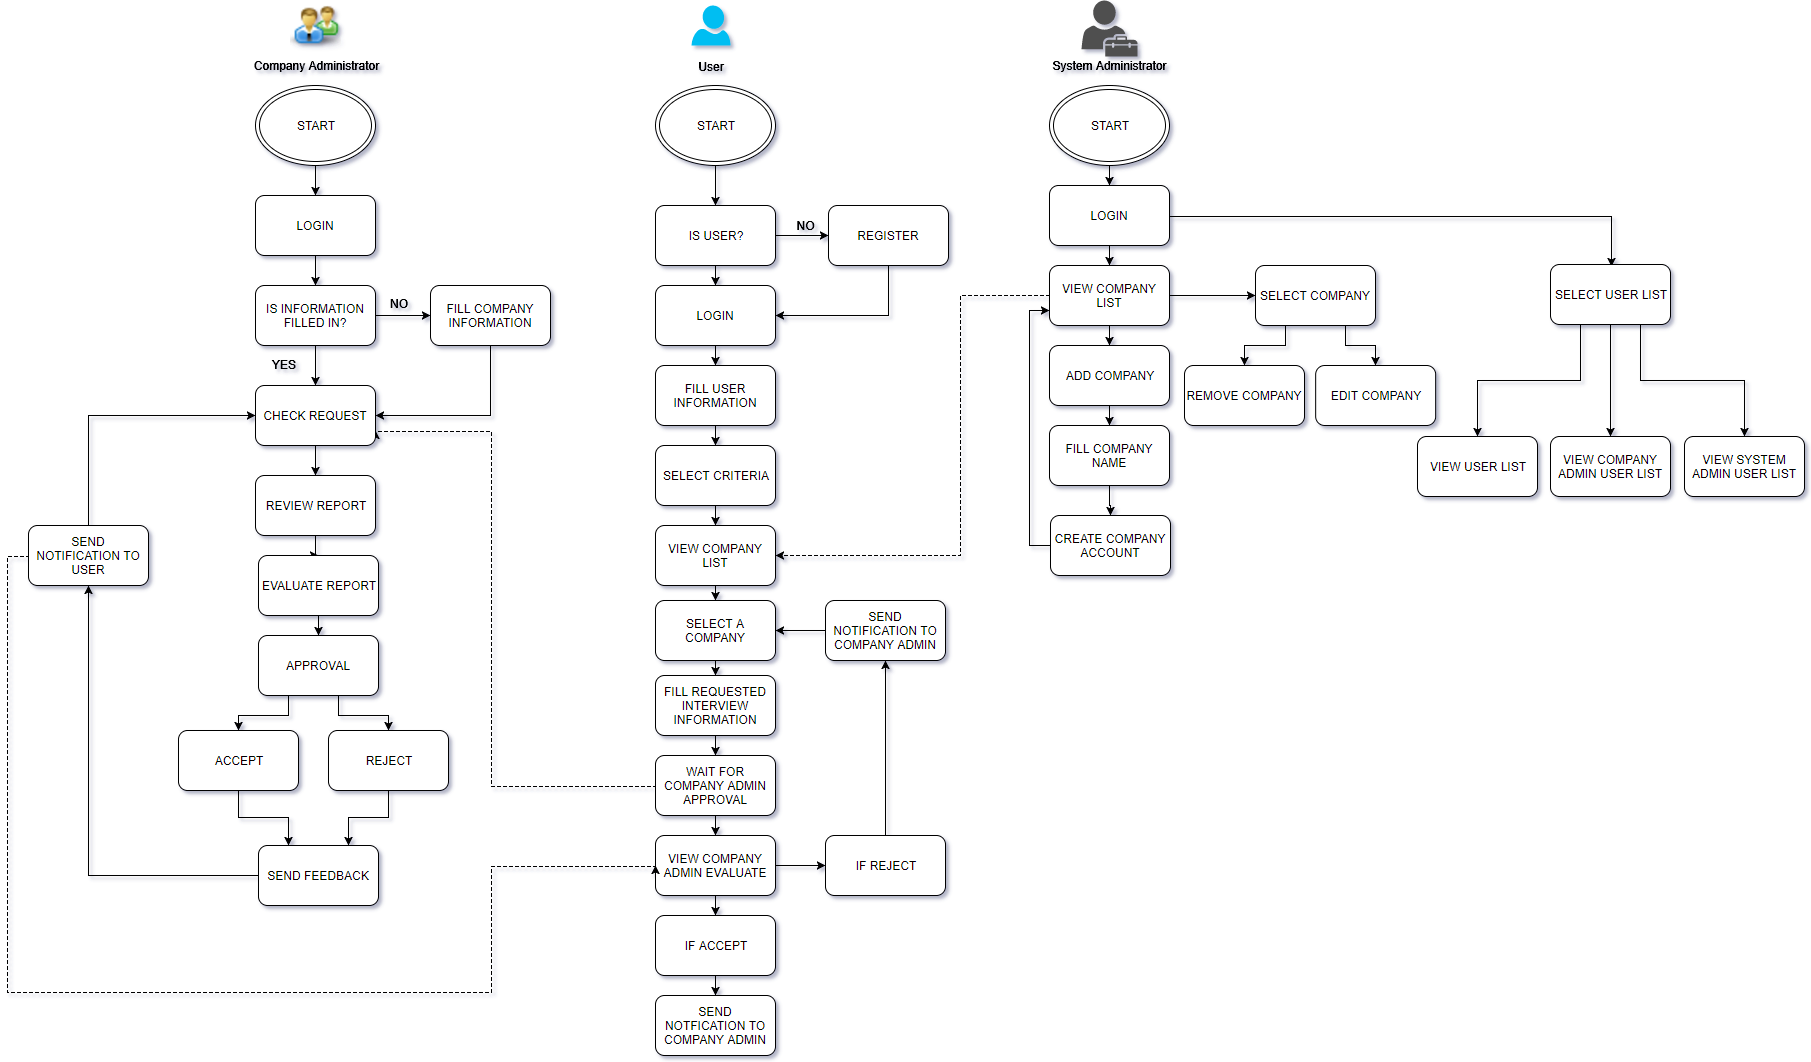 Company Administrator
START
LOGIN
IS INFORMATION
FILLED IN?
NO
FILL COMPANY
INFORMATION
YES
CHECK REQUEST
REVIEW REPORT
SEND
NOTIFICATION TO
USER
EVALUATE REPORT
APPROVAL
ACCEPT
REJECT
SEND FEEDBACK
User
START
IS USER?
NO
REGISTER
LOGIN
FILL USER
INFORMATION
SELECT CRITERIA
VIEW COMPANY
LIST
SELECT A
COMPANY
SEND
NOTIFICATION TO
COMPANY ADMIN
FILL REQUESTED
INTERVIEW
INFORMATION
WAIT FOR
COMPANY ADMIN
APPROVAL
VIEW COMPANY
ADMIN EVALUATE
IF REJECT
IF ACCEPT
SEND
NOTFICATION TO
COMPANY ADMIN
System Administrator
START
LOGIN
VIEW COMPANY
LIST
SELECT COMPANY
SELECT USER LIST
ADD COMPANY
REMOVE COMPANY
EDIT COMPANY
FILL COMPANY
NAME
VIEW USER LIST
VIEW COMPANY
ADMIN USER LIST
VIEW SYSTEM
ADMIN USER LIST
CREATE COMPANY
ACCOUNT